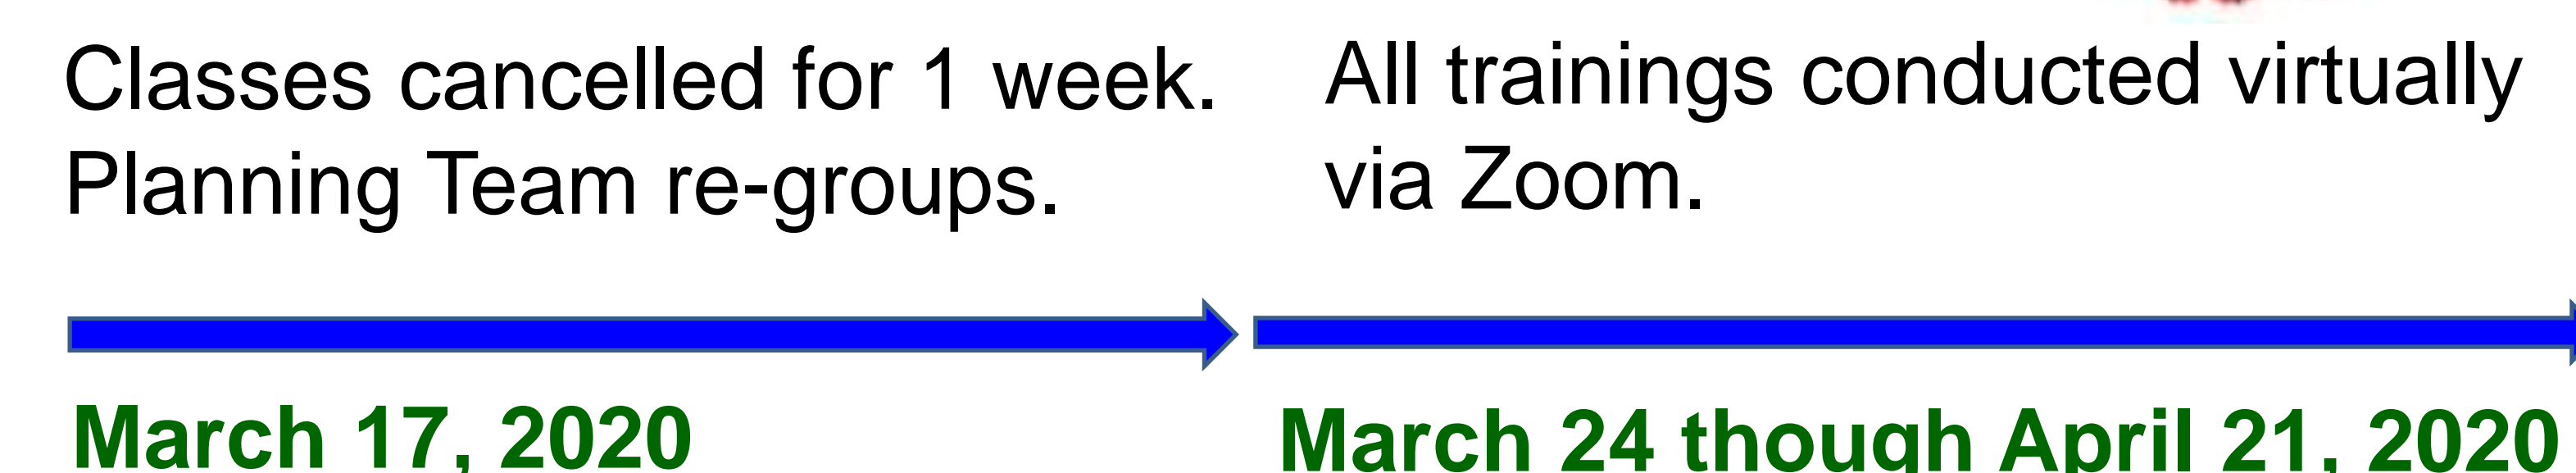 Classes cancelled for 1 week.
Planning Team re-groups.
All trainings conducted virtually
via Zoom.
March 17, 2020
March 24 though April 21, 2020